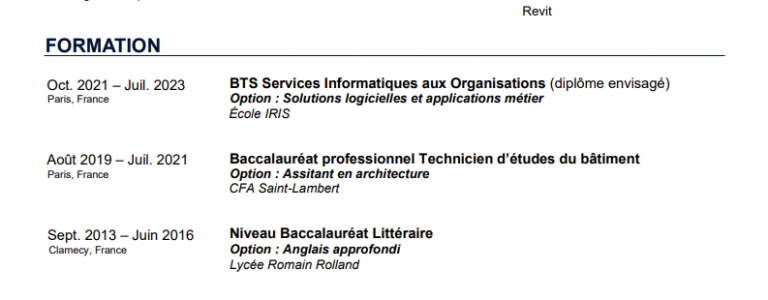 Revit
FORMATION
Oct. 2021 – Juil. 2023
BTS Services Informatiques aux Organisations (diplôme envisagé)
Paris, France
Option : Solutions logicielles et applications métier
École IRIS
Août 2019 – Juil. 2021
Baccalauréat professionnel Technicien d’études du bâtiment
Paris, France
Option : Assitant en architecture
CFA Saint-Lambert
Sept. 2013 – Juin 2016
Niveau Baccalauréat Littéraire
Clamecy, France
Option : Anglais approfondi
Lycée Romain Rolland